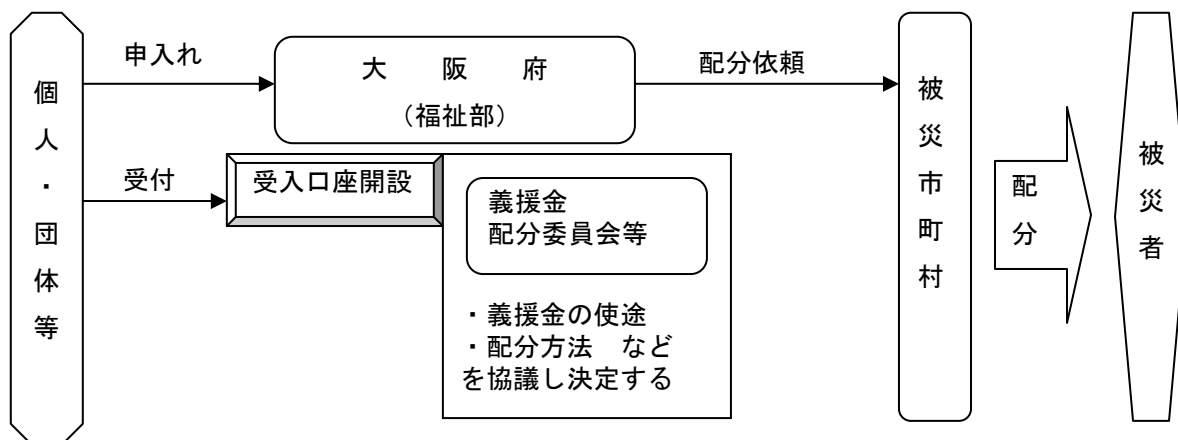 個人・団体等
申入れ
受付
大　阪　府
（福祉部）
受入口座開設
義援金
配分委員会等
・義援金の使途
・配分方法　など
を協議し決定する
配分依頼
被災市町村
配分
被災者